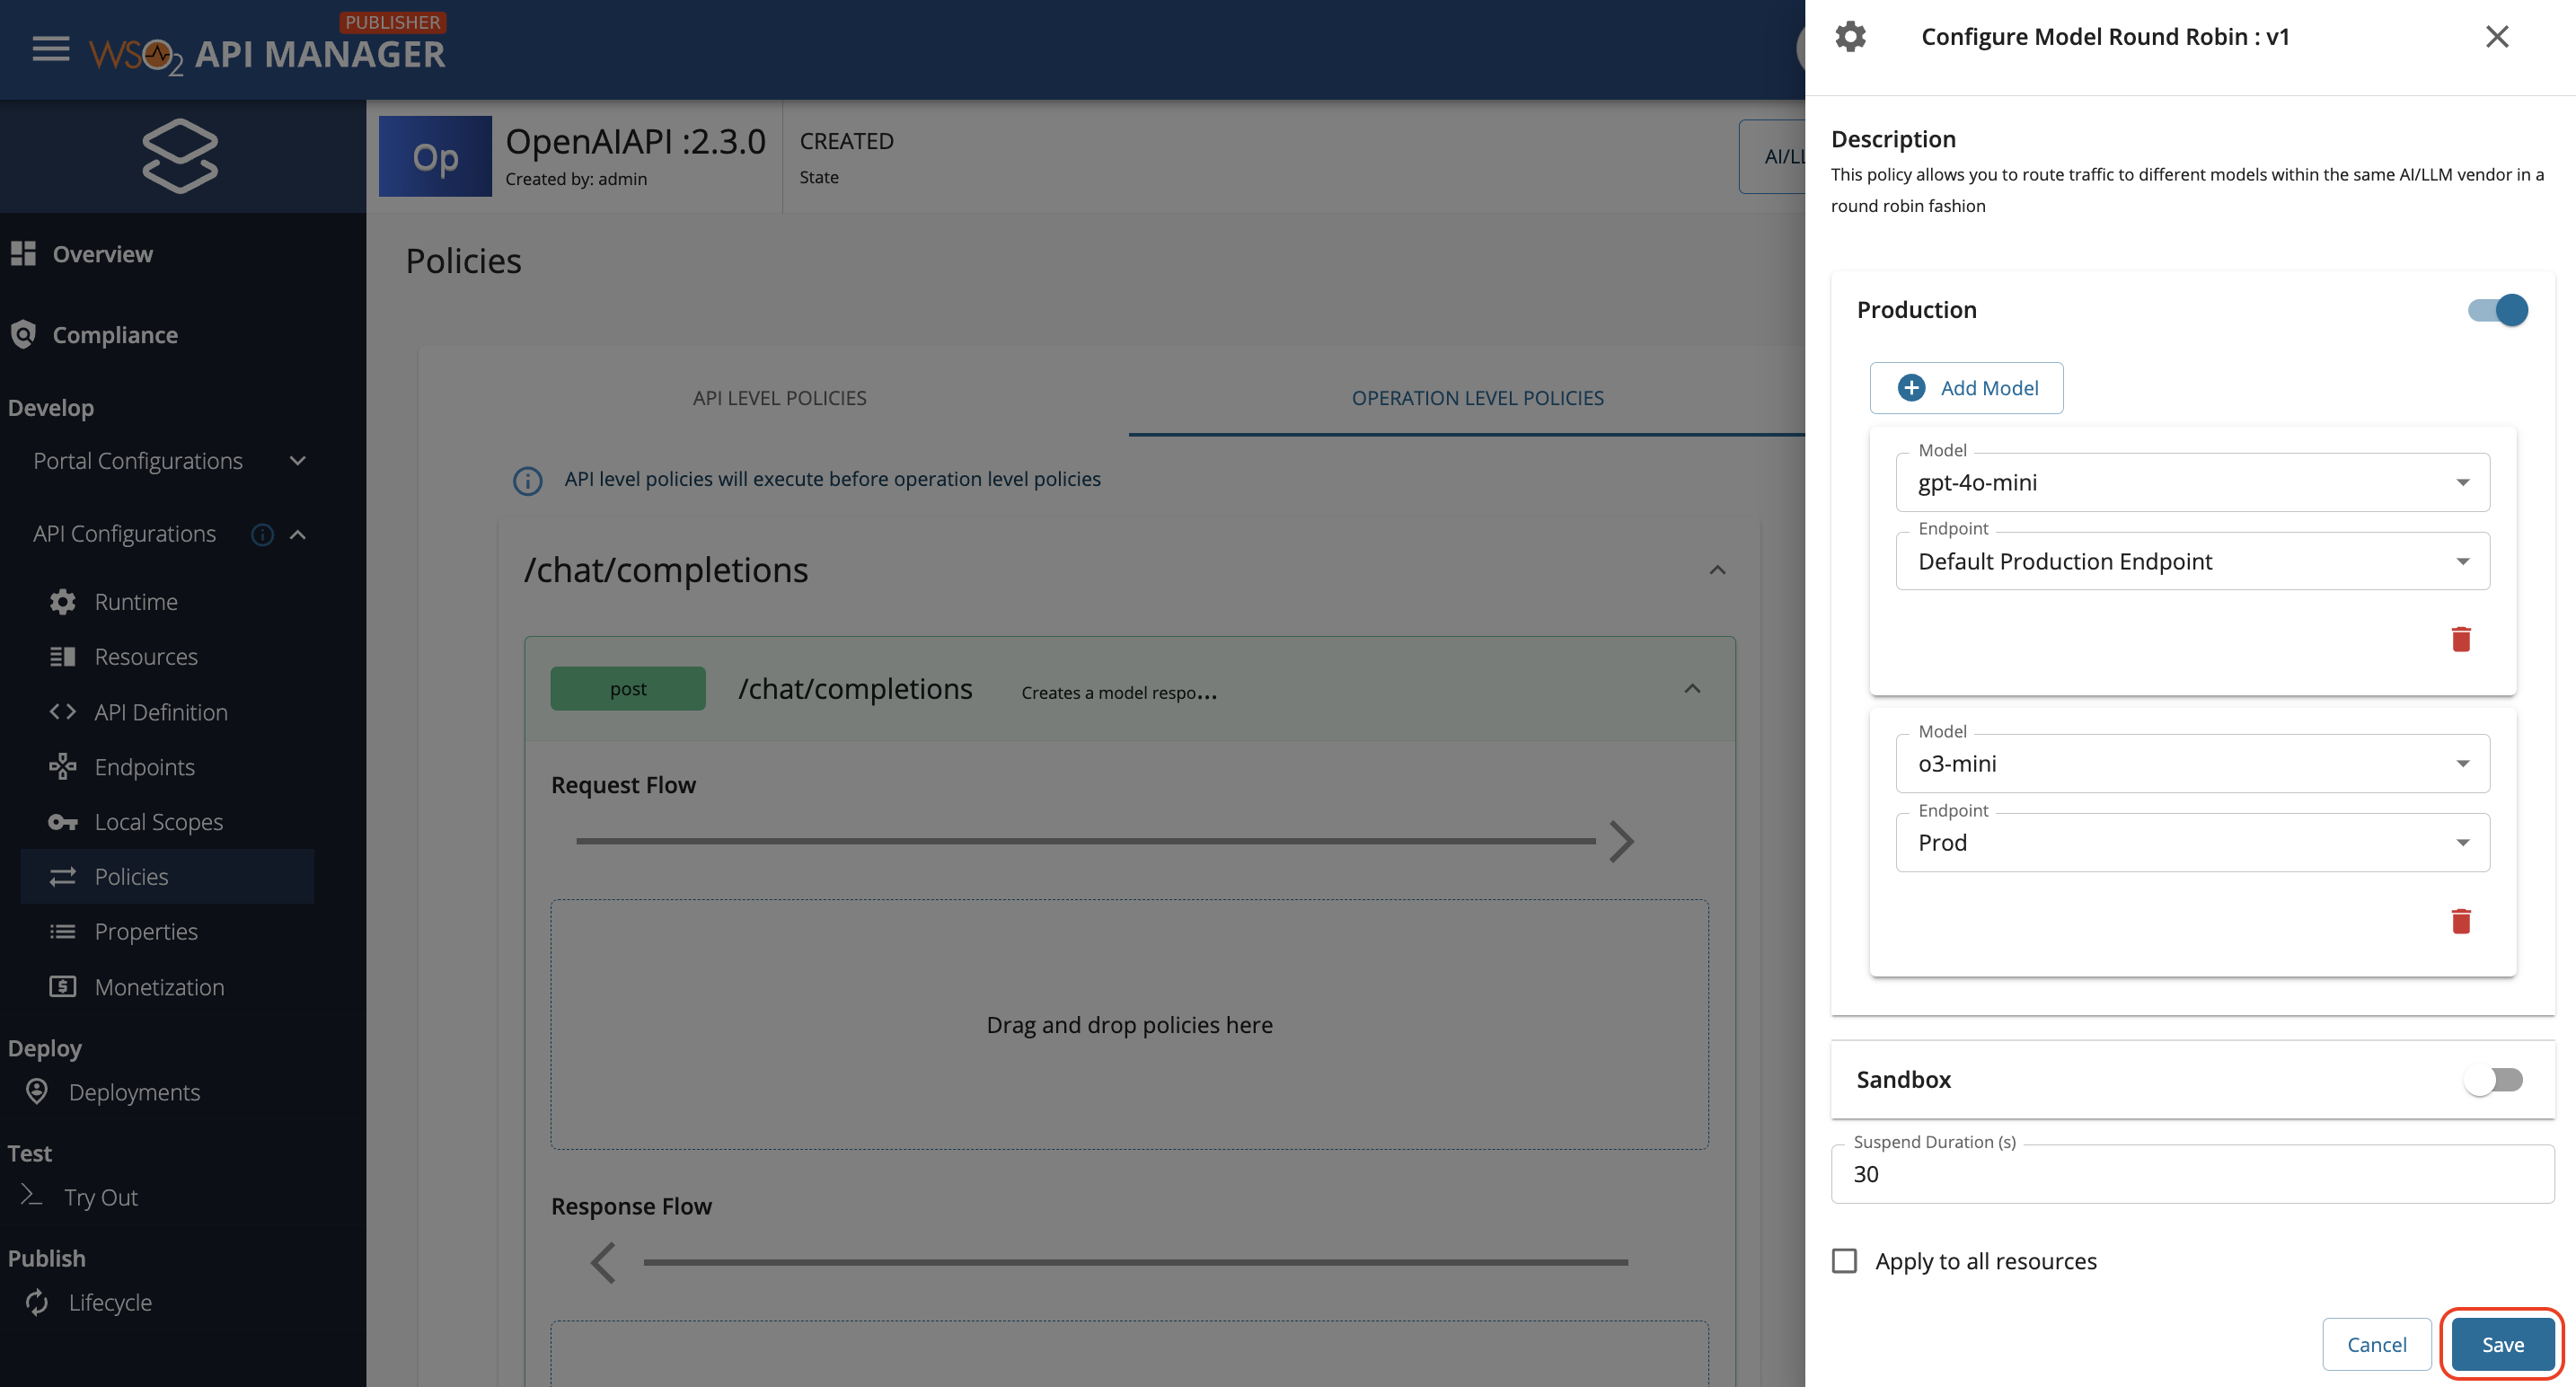 PUBLISHER
WSO2 API MANAGER
Op
OpenAIAPI :2.3.0
Created by: admin
CREATED
State
AI/LL
Overview
Compliance
Develop
Portal Configurations
API Configurations
Runtime
Resources
API Definition
Endpoints
Local Scopes
Policies
Properties
Monetization
Deploy
Deployments
Test
Try Out
Publish
Lifecycle
Policies
API LEVEL POLICIES
OPERATION LEVEL POLICIES
API level policies will execute before operation level policies
/chat/completions
post
/chat/completions
Creates a model respo...
Request Flow
Drag and drop policies here
Response Flow
Configure Model Round Robin : v1
Description
This policy allows you to route traffic to different models within the same AI/LLM vendor in a
round robin fashion
Production
Add Model
Model
gpt-4o-mini
Endpoint
Default Production Endpoint
Model
o3-mini
Endpoint
Prod
Sandbox
Suspend Duration (s)
30
Apply to all resources
Cancel
Save